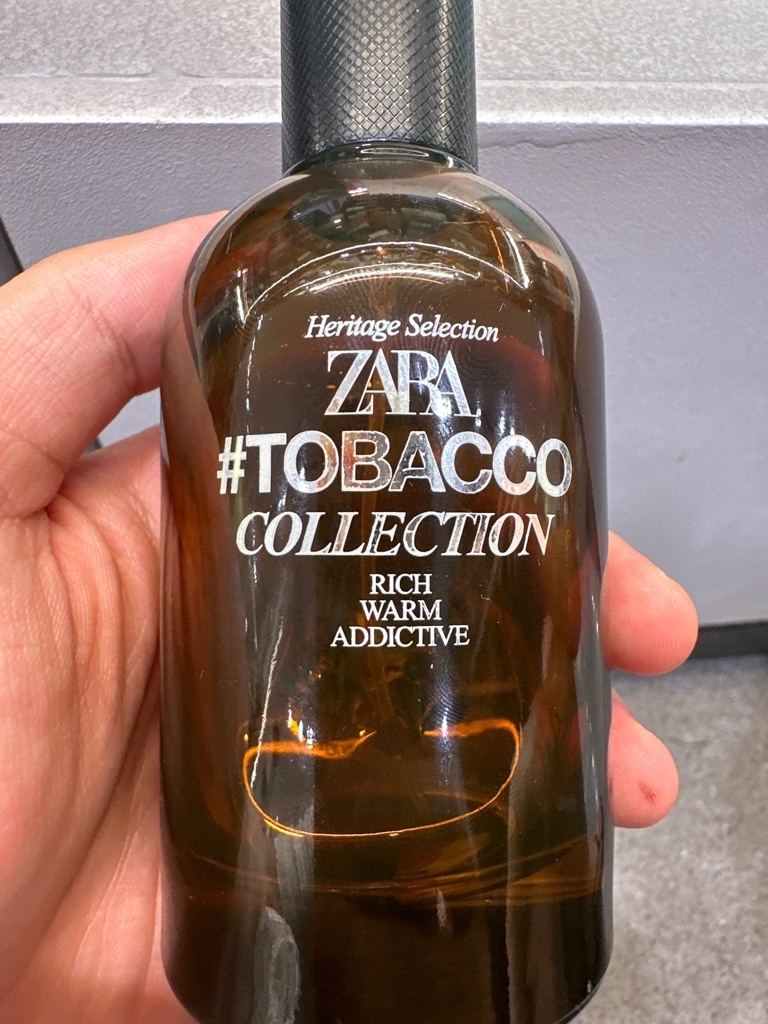 Heritage Selection
ZARA
#TOBACCO
COLLECTION
RICH
WARM
ADDICTIVE